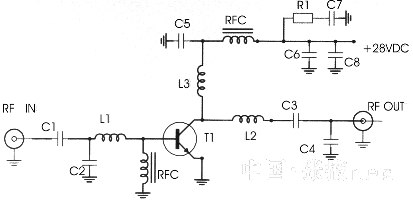 R1 C7
C5 RFC
C6 C8 +28VDC
L3
RF IN C1 L1 T1 L2 C3 RF OUT
C2 RFC C4